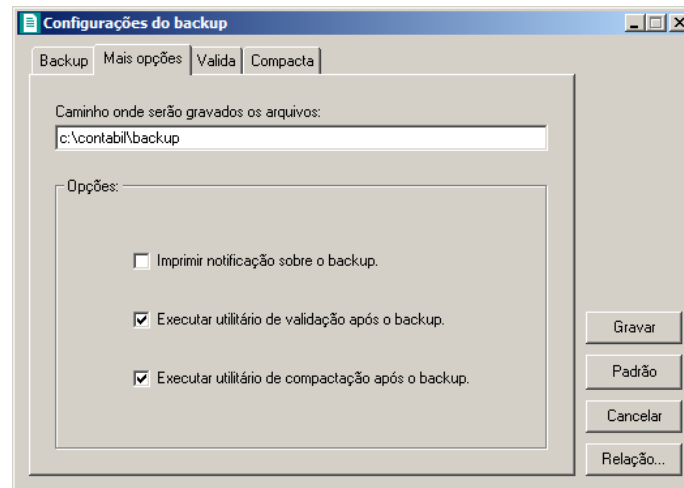 Configurações do backup
Backup Mais opções Valida Compacta
Caminho onde serão gravados os arquivos:
c:\contabil\backup
Opções:
Imprimir notificação sobre o backup.
Executar utilitário de validação após o backup.
Executar utilitário de compactação após o backup.
Gravar
Padrão
Cancelar
Relação...